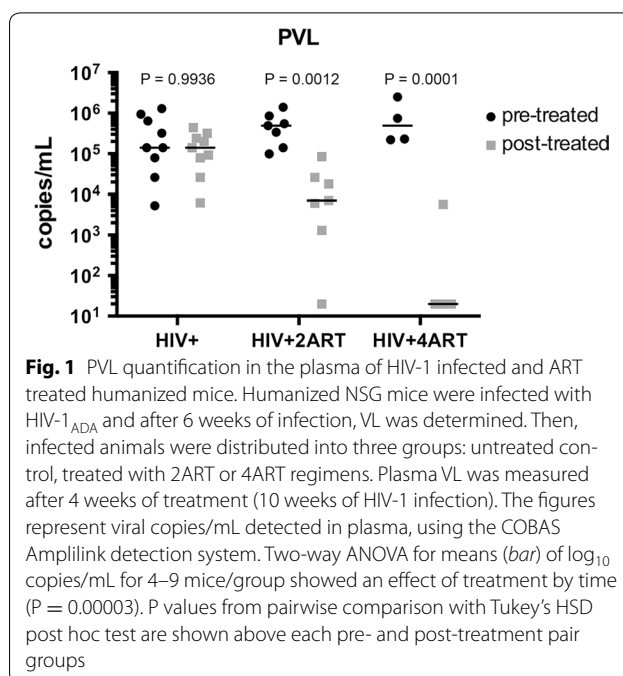 PVL
10⁷
10⁶
10⁵
10⁴
10³
10²
10¹
copies/mL
P = 0.9936 P = 0.0012 P = 0.0001
pre-treated
post-treated
HIV+ HIV+2ART HIV+4ART
Fig. 1 PVL quantification in the plasma of HIV-1 infected and ART
treated humanized mice. Humanized NSG mice were infected with
HIV-1ADA and after 6 weeks of infection, VL was determined. Then,
infected animals were distributed into three groups: untreated con-
trol, treated with 2ART or 4ART regimens. Plasma VL was measured
after 4 weeks of treatment (10 weeks of HIV-1 infection). The figures
represent viral copies/mL detected in plasma, using the COBAS
Amplilink detection system. Two-way ANOVA for means (bar) of log₁₀
copies/mL for 4–9 mice/group showed an effect of treatment by time
(P = 0.00003). P values from pairwise comparison with Tukey's HSD
post hoc test are shown above each pre- and post-treatment pair
groups